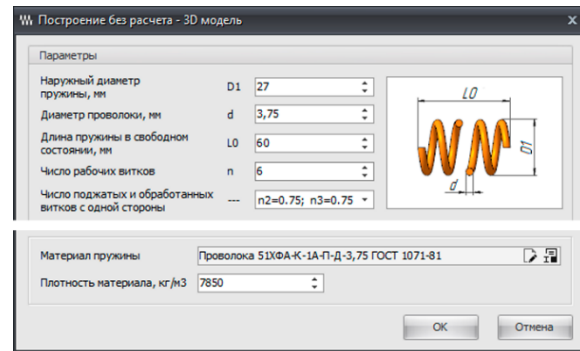 Построение без расчета - 3D модель x
Параметры
Наружный диаметр
пружины, мм D1 27
Диаметр проволоки, мм d 3,75
Длина пружины в свободном
состоянии, мм L0 60
Число рабочих витков n 6
Число поджатых и обработанных
витков с одной стороны --- n2=0.75; n3=0.75
L0
D1
d
Материал пружины Проволока 51ХФА-К-1А-П-Д-3,75 ГОСТ 1071-81
Плотность материала, кг/м3 7850
OK Отмена